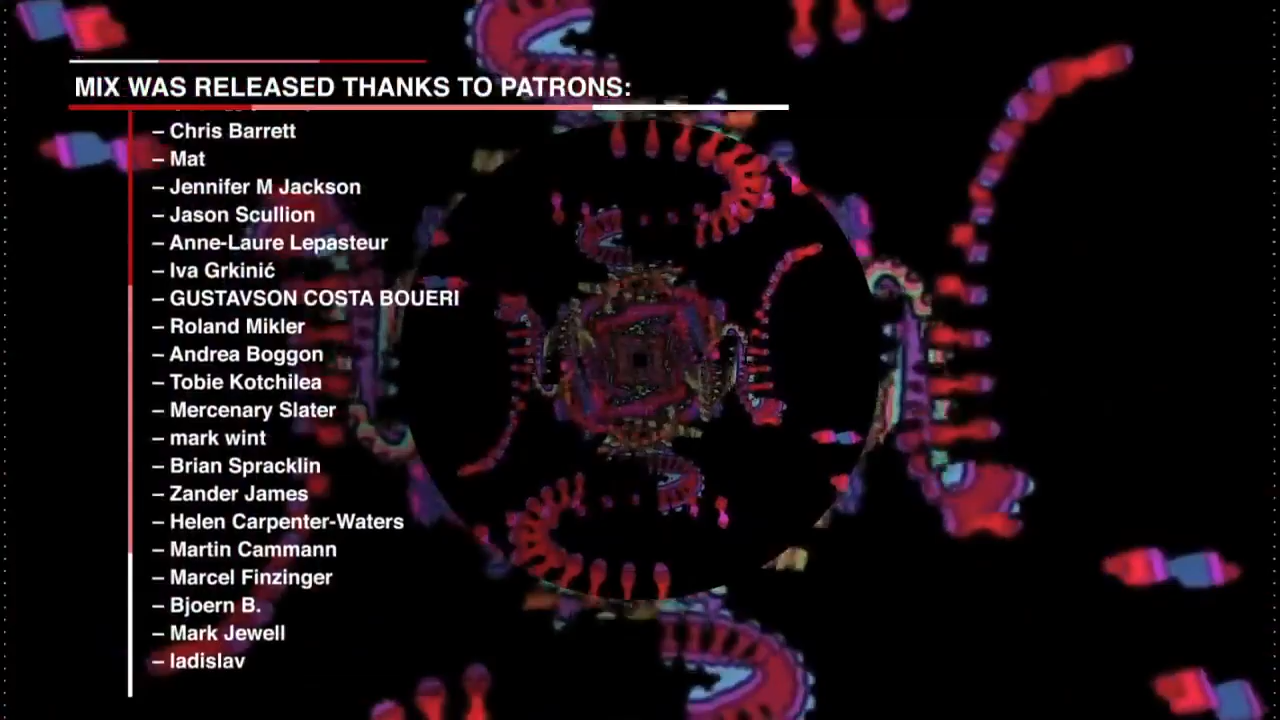 MIX WAS RELEASED THANKS TO PATRONS:
– Chris Barrett
– Mat
– Jennifer M Jackson
– Jason Scullion
– Anne-Laure Lepasteur
– Iva Grkinić
– GUSTAVSON COSTA BOUERI
– Roland Mikler
– Andrea Boggon
– Tobie Kotchilea
– Mercenary Slater
– mark wint
– Brian Spracklin
– Zander James
– Helen Carpenter-Waters
– Martin Cammann
– Marcel Finzinger
– Bjoern B.
– Mark Jewell
– ladislav